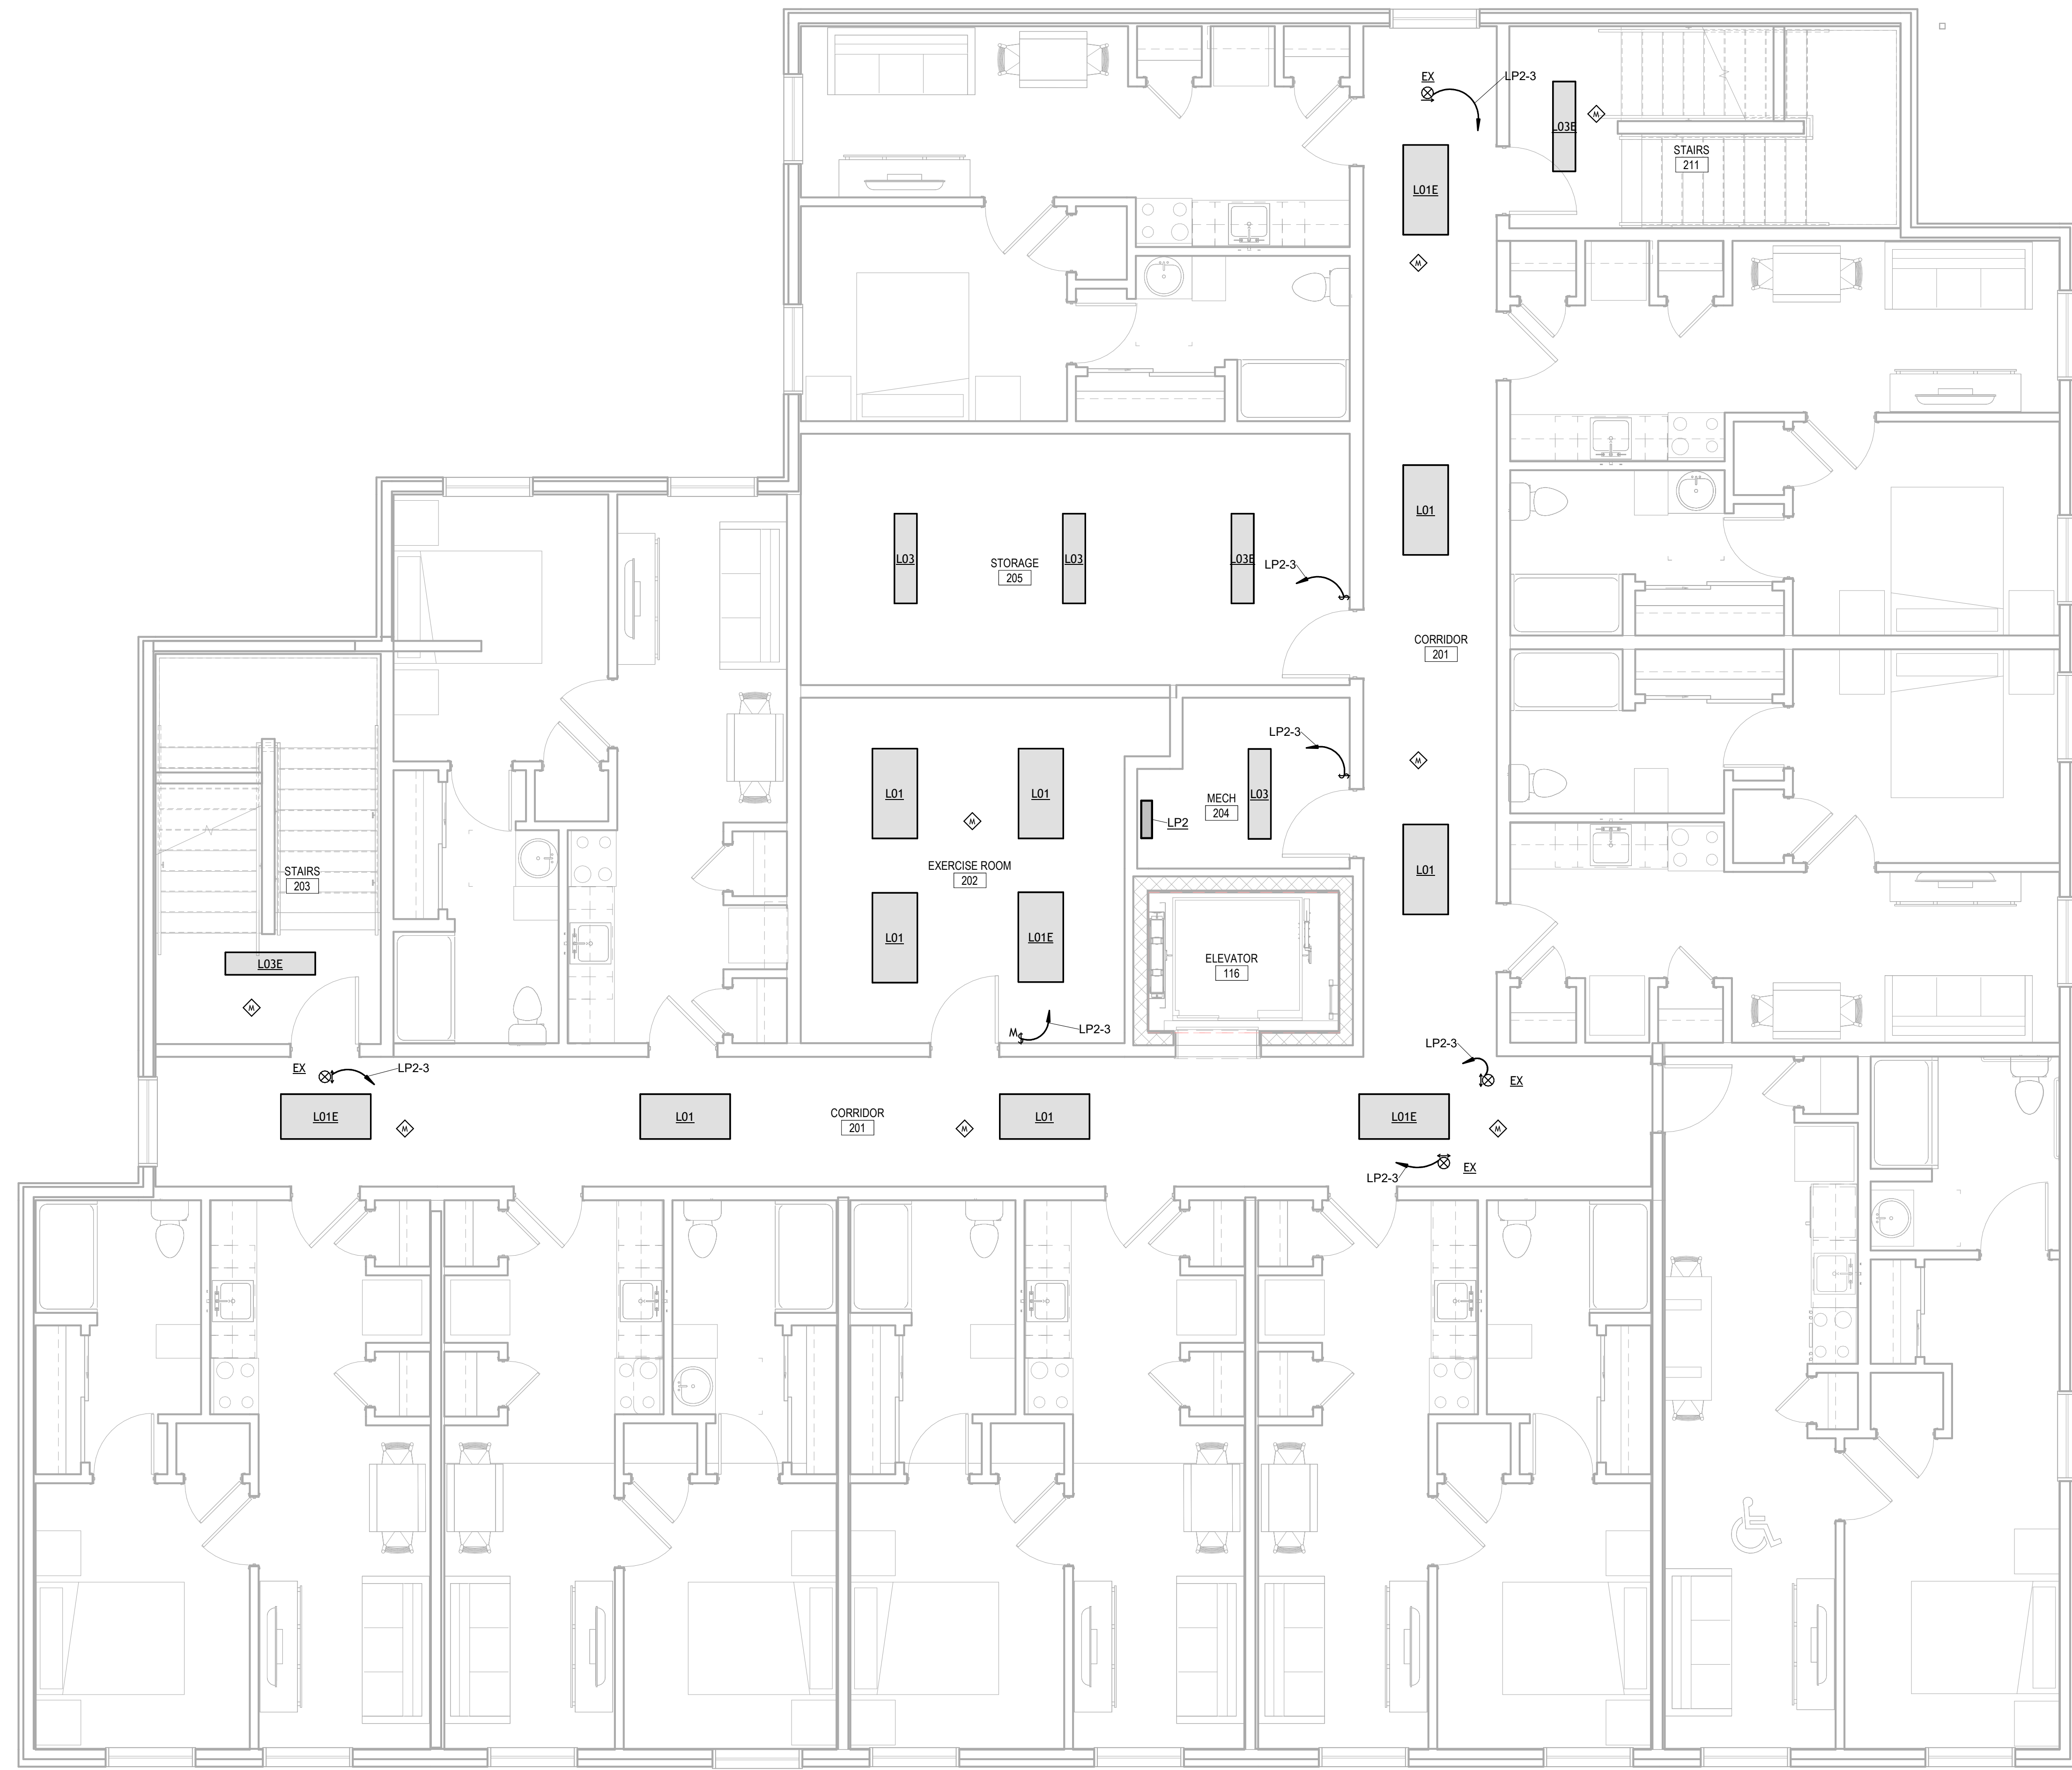 EX
LP2-3
L03E
M
STAIRS
211
L01E
M
L01
L03
STORAGE
205
L03
L03E
LP2-3
CORRIDOR
201
LP2-3
M
L01
L01
M
L03
MECH
204
LP2
L01
EXERCISE ROOM
202
STAIRS
203
L01
L01E
L03E
ELEVATOR
116
M
M
LP2-3
LP2-3
EX
LP2-3
EX
L01E
M
L01
CORRIDOR
201
M
L01
L01E
M
LP2-3
EX